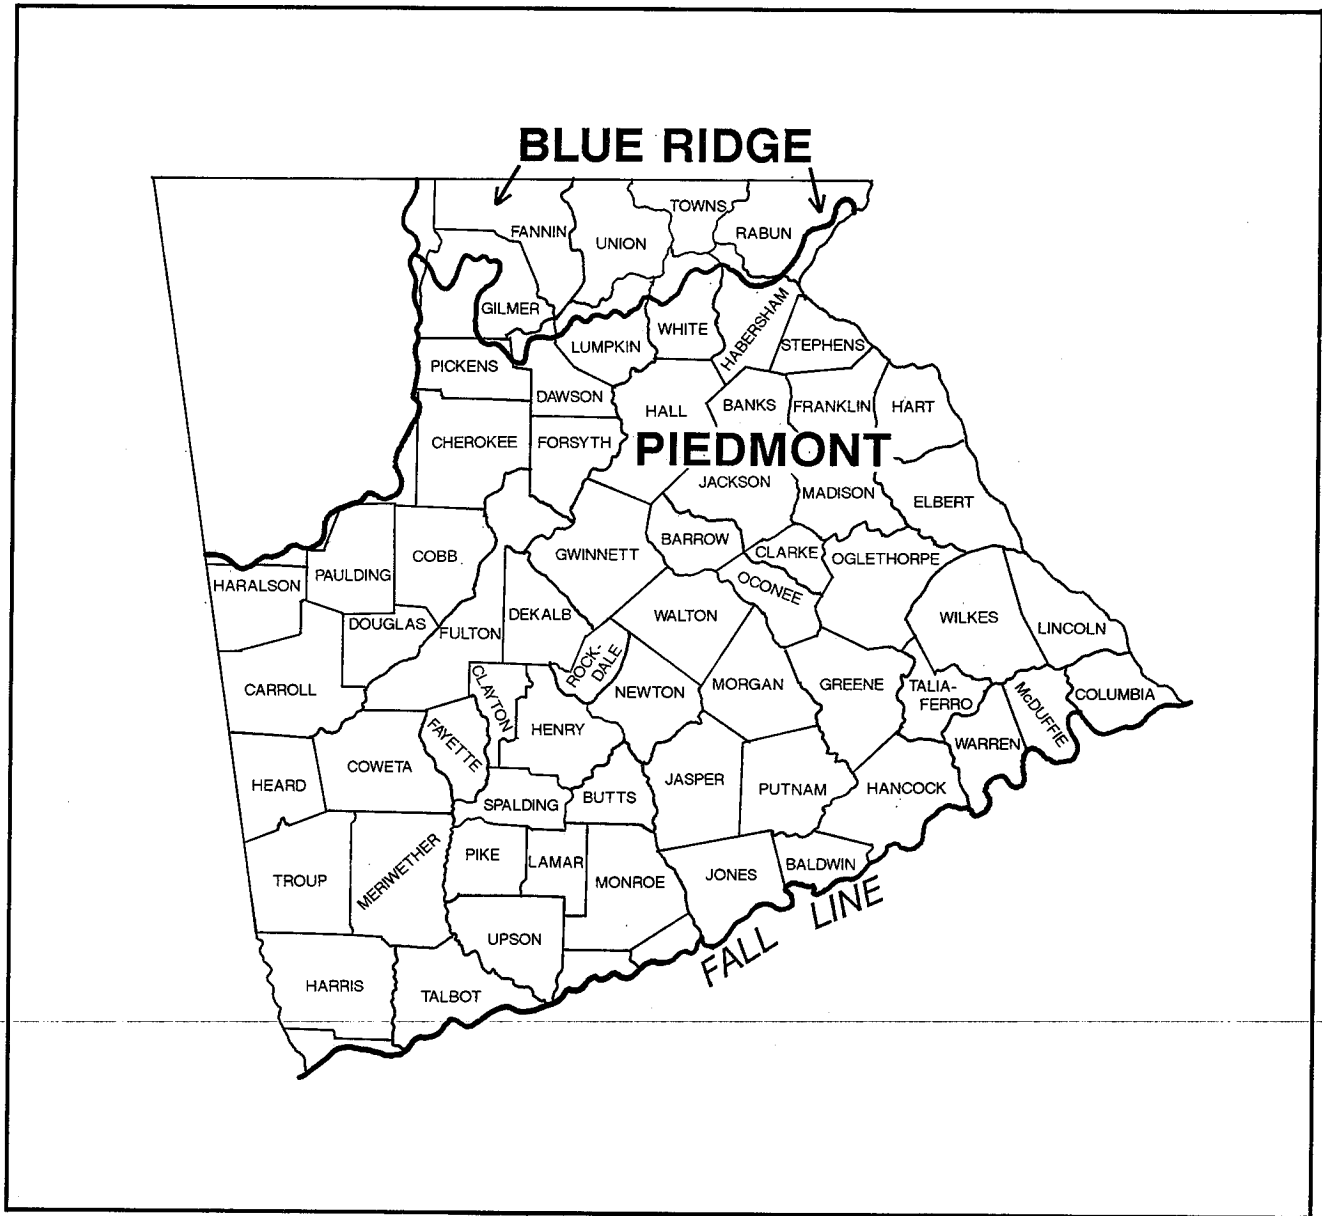 BLUE RIDGE
TOWNS
FANNIN
UNION
RABUN
GILMER
WHITE
HABERSHAM
LUMPKIN
STEPHENS
PICKENS
DAWSON
HALL
BANKS
FRANKLIN
HART
CHEROKEE
FORSYTH
PIEDMONT
JACKSON
MADISON
ELBERT
COBB
GWINNETT
BARROW
CLARKE
OGLETHORPE
HARALSON
PAULDING
OCONEE
DOUGLAS
FULTON
DEKALB
WALTON
WILKES
LINCOLN
CARROLL
CLAYTON
ROCK-
DALE
NEWTON
MORGAN
GREENE
TALIA-
FERRO
McDUFFIE
COLUMBIA
FAYETTE
HENRY
WARREN
HEARD
COWETA
SPALDING
BUTTS
JASPER
PUTNAM
HANCOCK
TROUP
MERIWETHER
PIKE
LAMAR
MONROE
JONES
BALDWIN
UPSON
FALL LINE
HARRIS
TALBOT